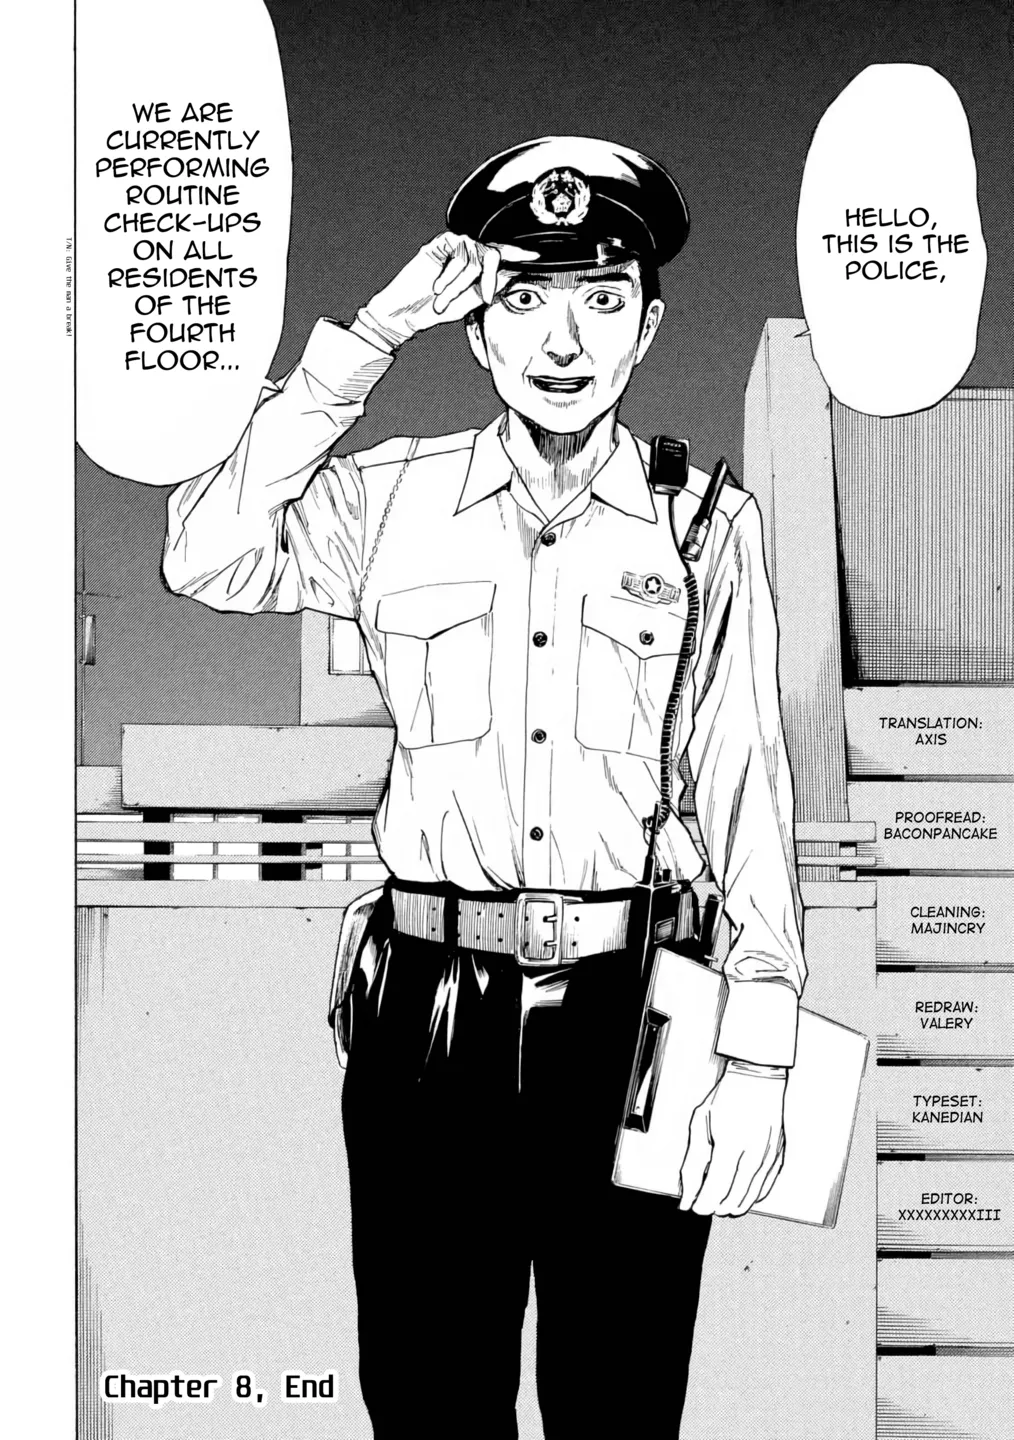 HELLO,
THIS IS THE
POLICE,
WE ARE
CURRENTLY
PERFORMING
ROUTINE
CHECK-UPS
ON ALL
RESIDENTS
OF THE
FOURTH
FLOOR...
T/N: Give the man a break!
TRANSLATION:
AXIS
PROOFREAD:
BACONPANCAKE
CLEANING:
MAJINCRY
REDRAW:
VALERY
TYPESET:
KANEDIAN
EDITOR:
XXXXXXXXXIII
Chapter 8, End